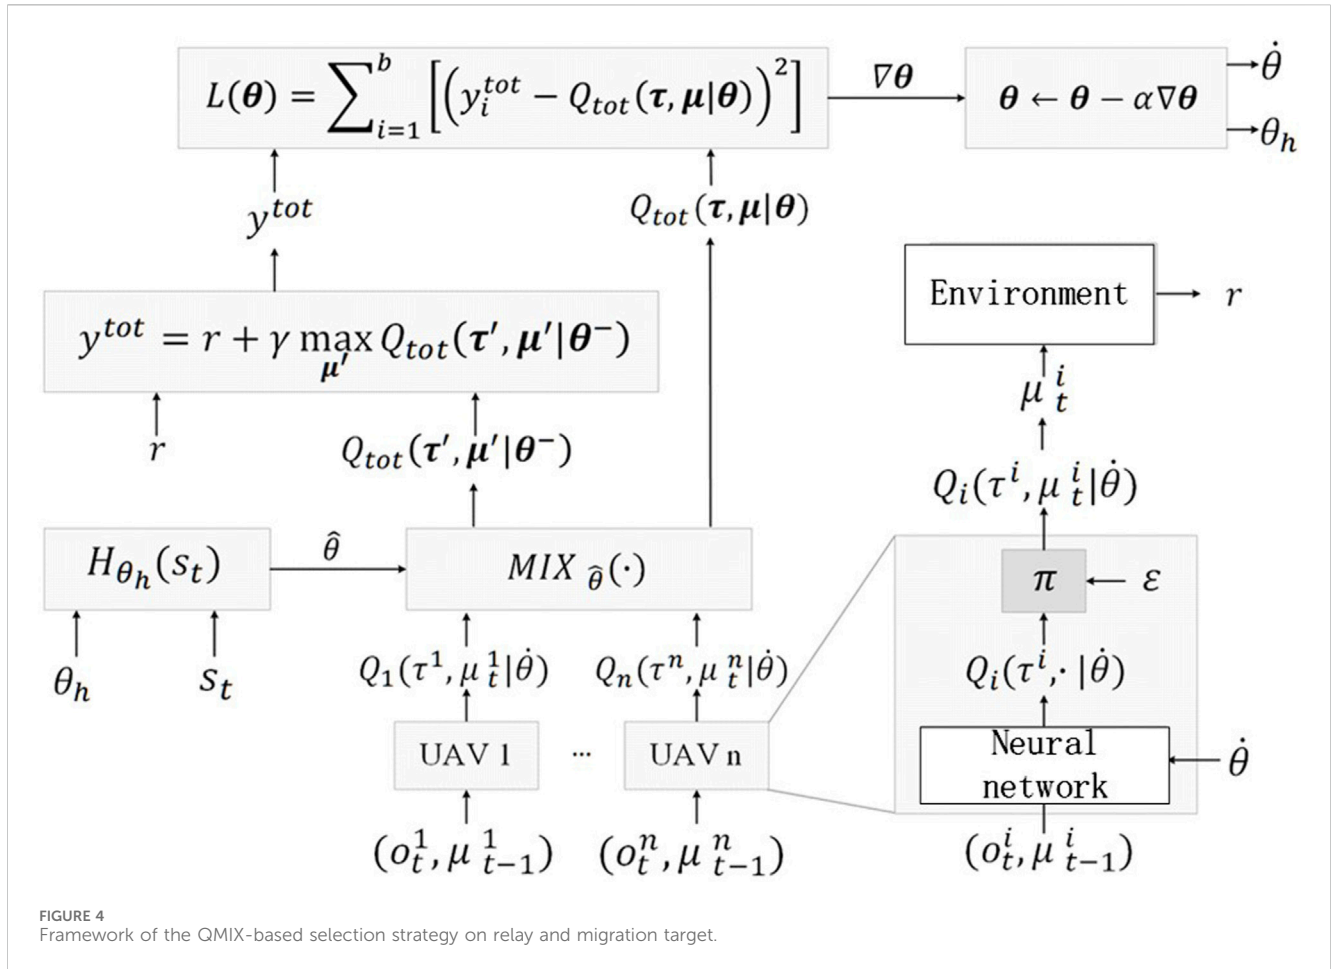 L(θ) = ∑_{i=1}^{b} [(y_i^{tot} − Q_{tot}(τ, μ|θ))^2]
∇θ
θ ← θ − α∇θ
θ̇
θ_h
y^{tot}
Q_{tot}(τ, μ|θ)
Environment
r
y^{tot} = r + γ max_{μ′} Q_{tot}(τ′, μ′|θ^−)
μ_t^i
r
Q_{tot}(τ′, μ′|θ^−)
Q_i(τ^i, μ_t^i|θ̇)
H_{θ_h}(s_t)
θ̂
MIX_{θ̂}(·)
π
ε
θ_h
s_t
Q_1(τ^1, μ_t^1|θ̇)
Q_n(τ^n, μ_t^n|θ̇)
Q_i(τ^i,· |θ̇)
UAV 1
...
UAV n
Neural
network
θ̇
(o_t^1, μ_{t−1}^1)
(o_t^n, μ_{t−1}^n)
(o_t^i, μ_{t−1}^i)
FIGURE 4
Framework of the QMIX-based selection strategy on relay and migration target.